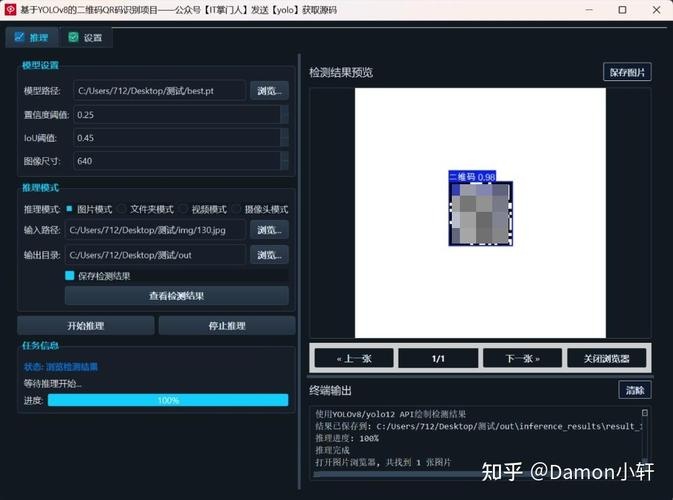 基于YOLOv8的二维码QR码识别项目——公众号【IT掌门人】发送【yolo】获取源码
推理 设置
模型设置
模型路径: C:/Users/712/Desktop/测试/best.pt 浏览...
置信度阈值: 0.25
IoU阈值: 0.45
图像尺寸: 640
推理模式
推理模式: 图片模式 文件夹模式 视频模式 摄像头模式
输入路径: C:/Users/712/Desktop/测试/img/130.jpg 浏览...
输出目录: C:/Users/712/Desktop/测试/out 浏览...
保存检测结果
查看检测结果
开始推理 停止推理
任务信息
状态: 浏览检测结果
等待推理开始...
进度: 100%
检测结果预览 保存图片
二维码 0.98
« 上一张 1/1 下一张 » 关闭浏览器
终端输出 清除
使用YOLOv8/yolo12 API绘制检测结果
结果已保存到: C:/Users/712/Desktop/测试/out\inference_results\result_1
推理进度: 100%
推理完成
打开图片浏览器, 共找到 1 张图片
知乎 @Damon小轩